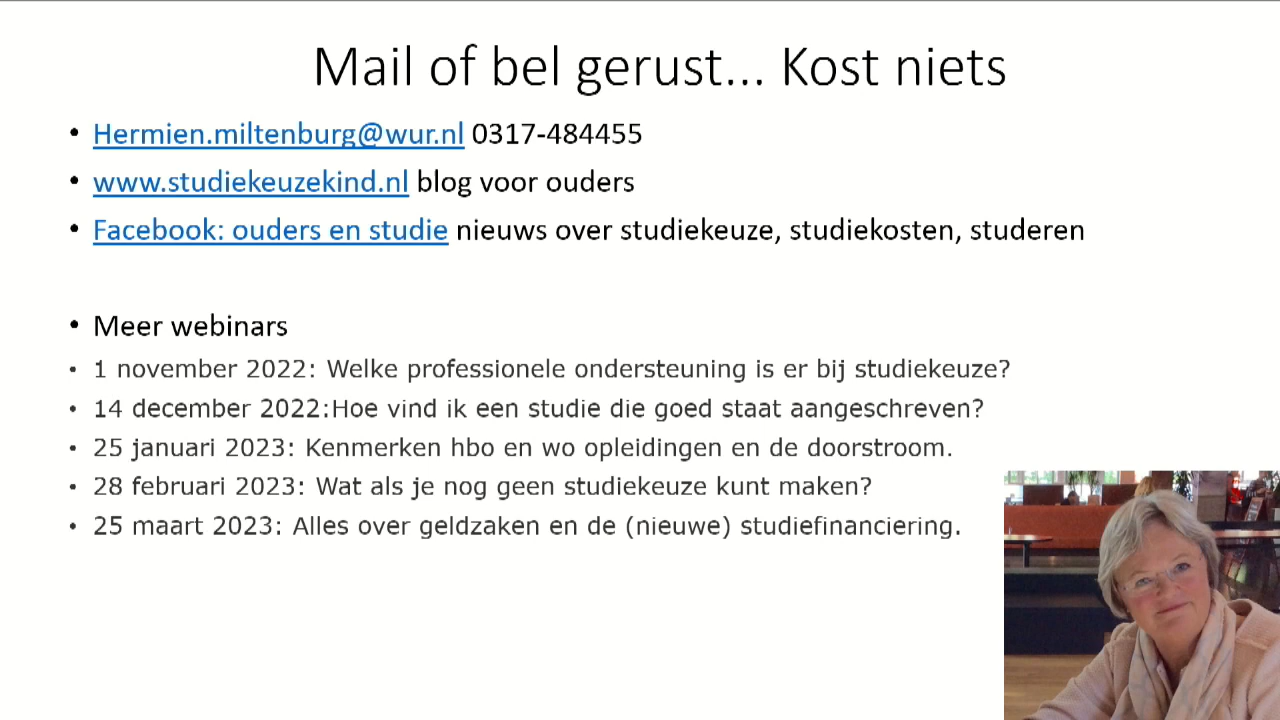 Mail of bel gerust... Kost niets
• Hermien.miltenburg@wur.nl 0317-484455
• www.studiekeuzekind.nl blog voor ouders
• Facebook: ouders en studie nieuws over studiekeuze, studiekosten, studeren
• Meer webinars
• 1 november 2022: Welke professionele ondersteuning is er bij studiekeuze?
• 14 december 2022:Hoe vind ik een studie die goed staat aangeschreven?
• 25 januari 2023: Kenmerken hbo en wo opleidingen en de doorstroom.
• 28 februari 2023: Wat als je nog geen studiekeuze kunt maken?
• 25 maart 2023: Alles over geldzaken en de (nieuwe) studiefinanciering.